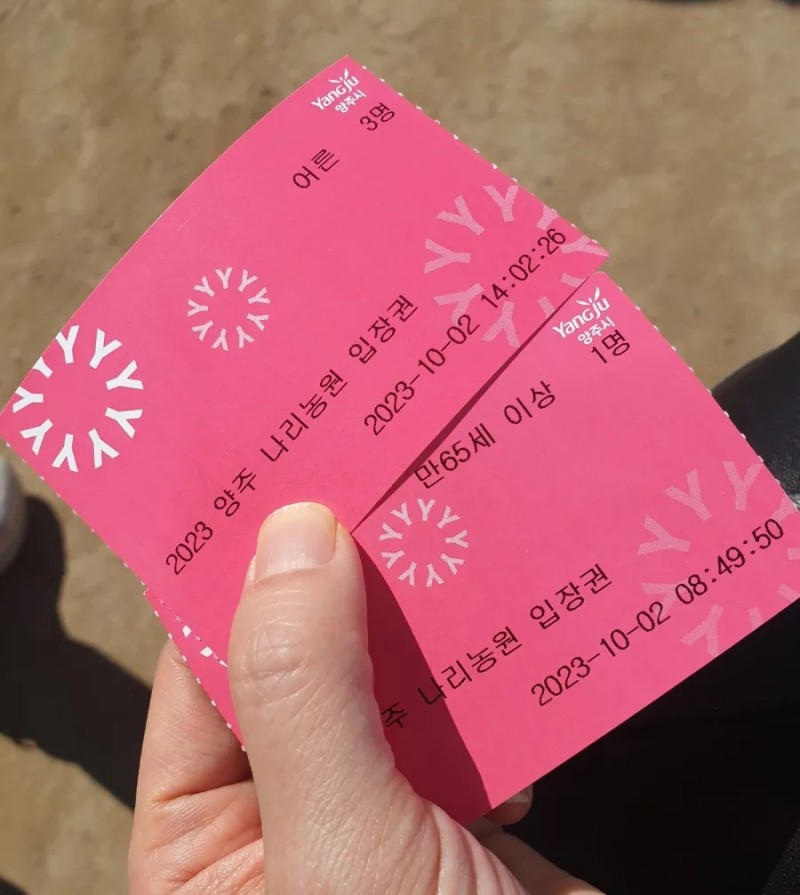 Yangju
양주시
어른 3명
2023 양주 나리농원 입장권
2023-10-02 14:02:26
Yangju
양주시
만65세 이상 1명
주 나리농원 입장권
2023-10-02 08:49:50